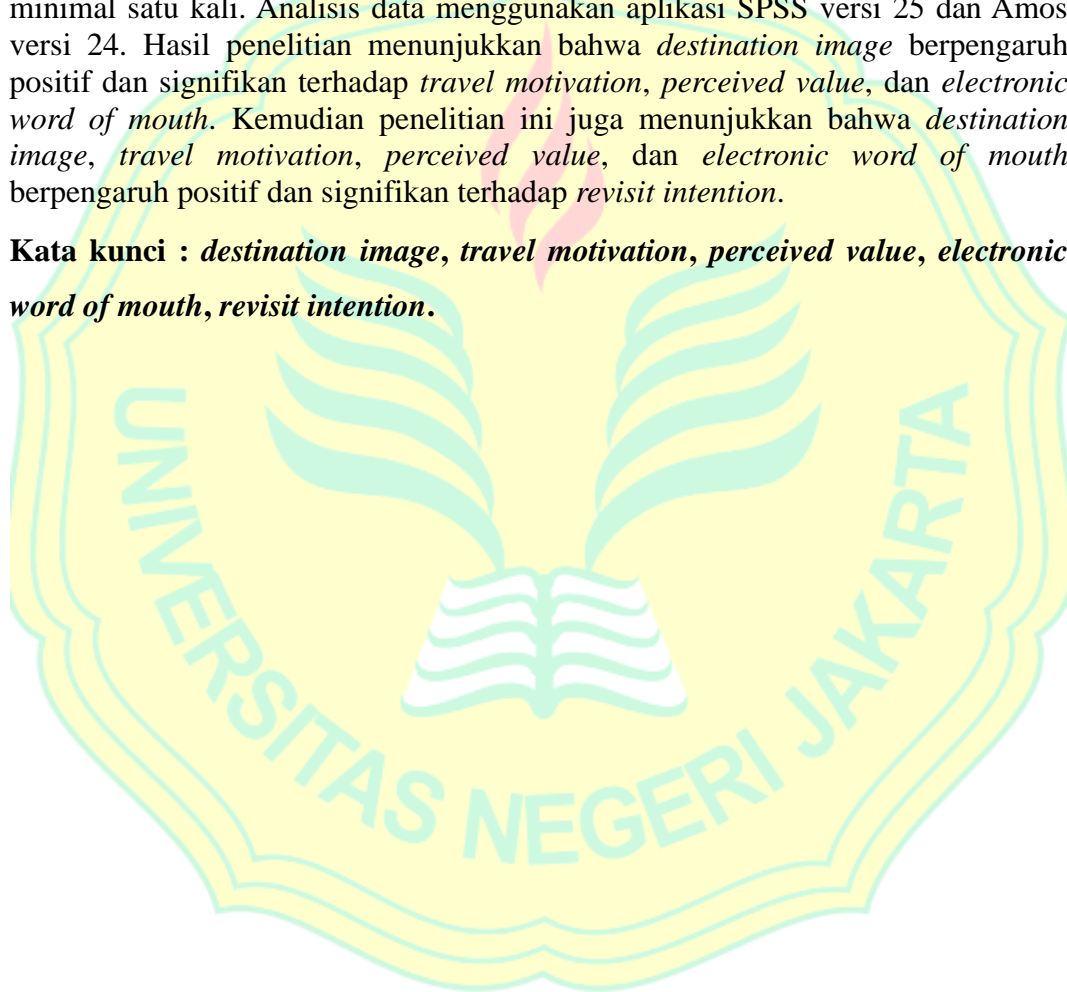 minimal satu kali. Analisis data menggunakan aplikasi SPSS versi 25 dan Amos
versi 24. Hasil penelitian menunjukkan bahwa destination image berpengaruh
positif dan signifikan terhadap travel motivation, perceived value, dan electronic
word of mouth. Kemudian penelitian ini juga menunjukkan bahwa destination
image, travel motivation, perceived value, dan electronic word of mouth
berpengaruh positif dan signifikan terhadap revisit intention.
Kata kunci : destination image, travel motivation, perceived value, electronic
word of mouth, revisit intention.
UNIVERSITAS NEGERI JAKARTA